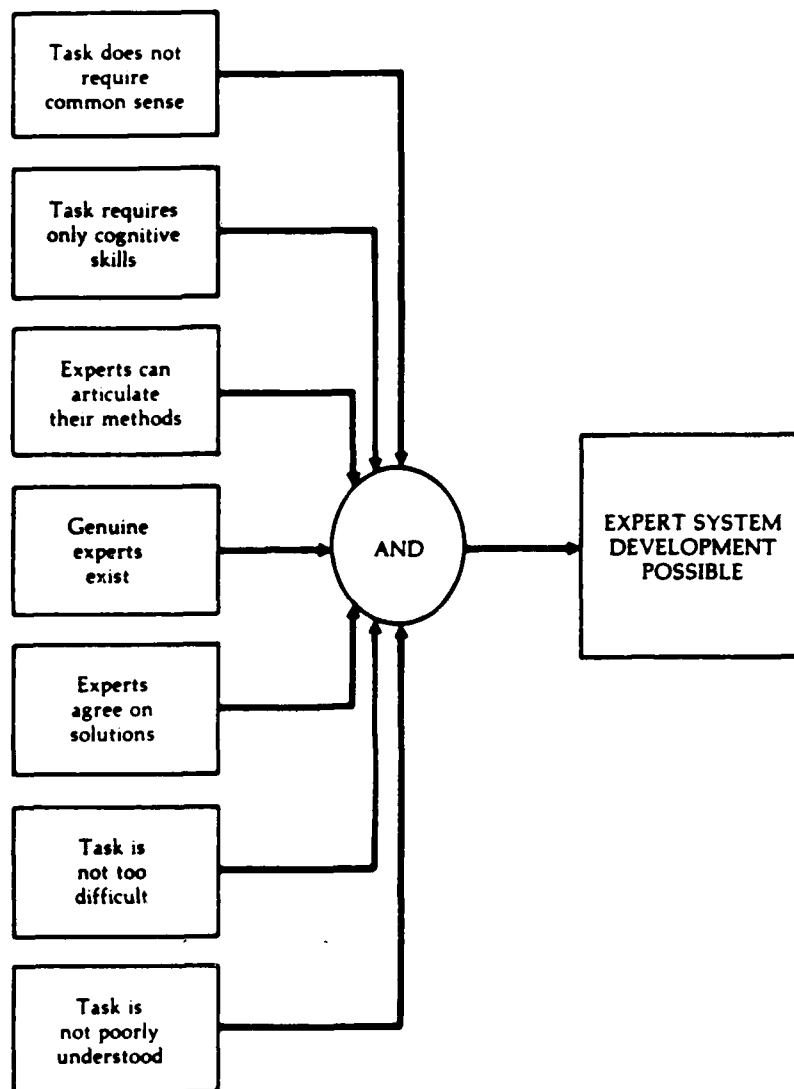 Task does not
require
common sense
Task requires
only cognitive
skills
Experts can
articulate
their methods
Genuine
experts
exist
Experts
agree on
solutions
Task is
not too
difficult
Task is
not poorly
understood
AND
EXPERT SYSTEM
DEVELOPMENT
POSSIBLE